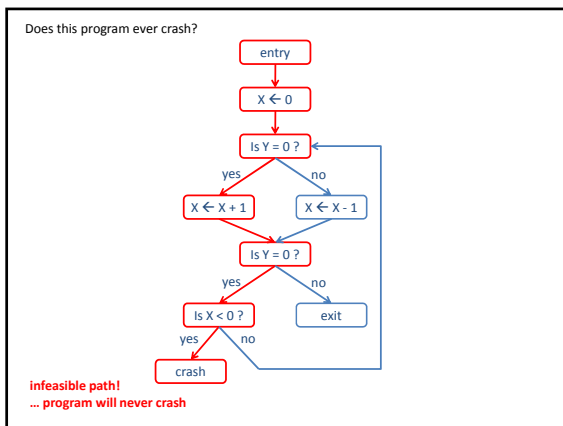 Does this program ever crash?
entry
X ← 0
Is Y = 0 ?
yes
no
X ← X + 1
X ← X - 1
Is Y = 0 ?
yes
no
Is X < 0 ?
exit
yes
no
crash
infeasible path!
... program will never crash